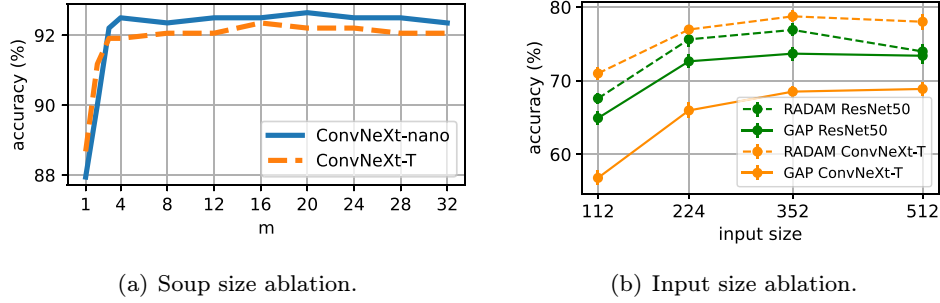 92
90
88
accuracy (%)
1 4 8 12 16 20 24 28 32
m
ConvNeXt-nano
ConvNeXt-T
(a) Soup size ablation.
80
70
60
accuracy (%)
112 224 352 512
input size
RADAM ResNet50
GAP ResNet50
RADAM ConvNeXt-T
GAP ConvNeXt-T
(b) Input size ablation.